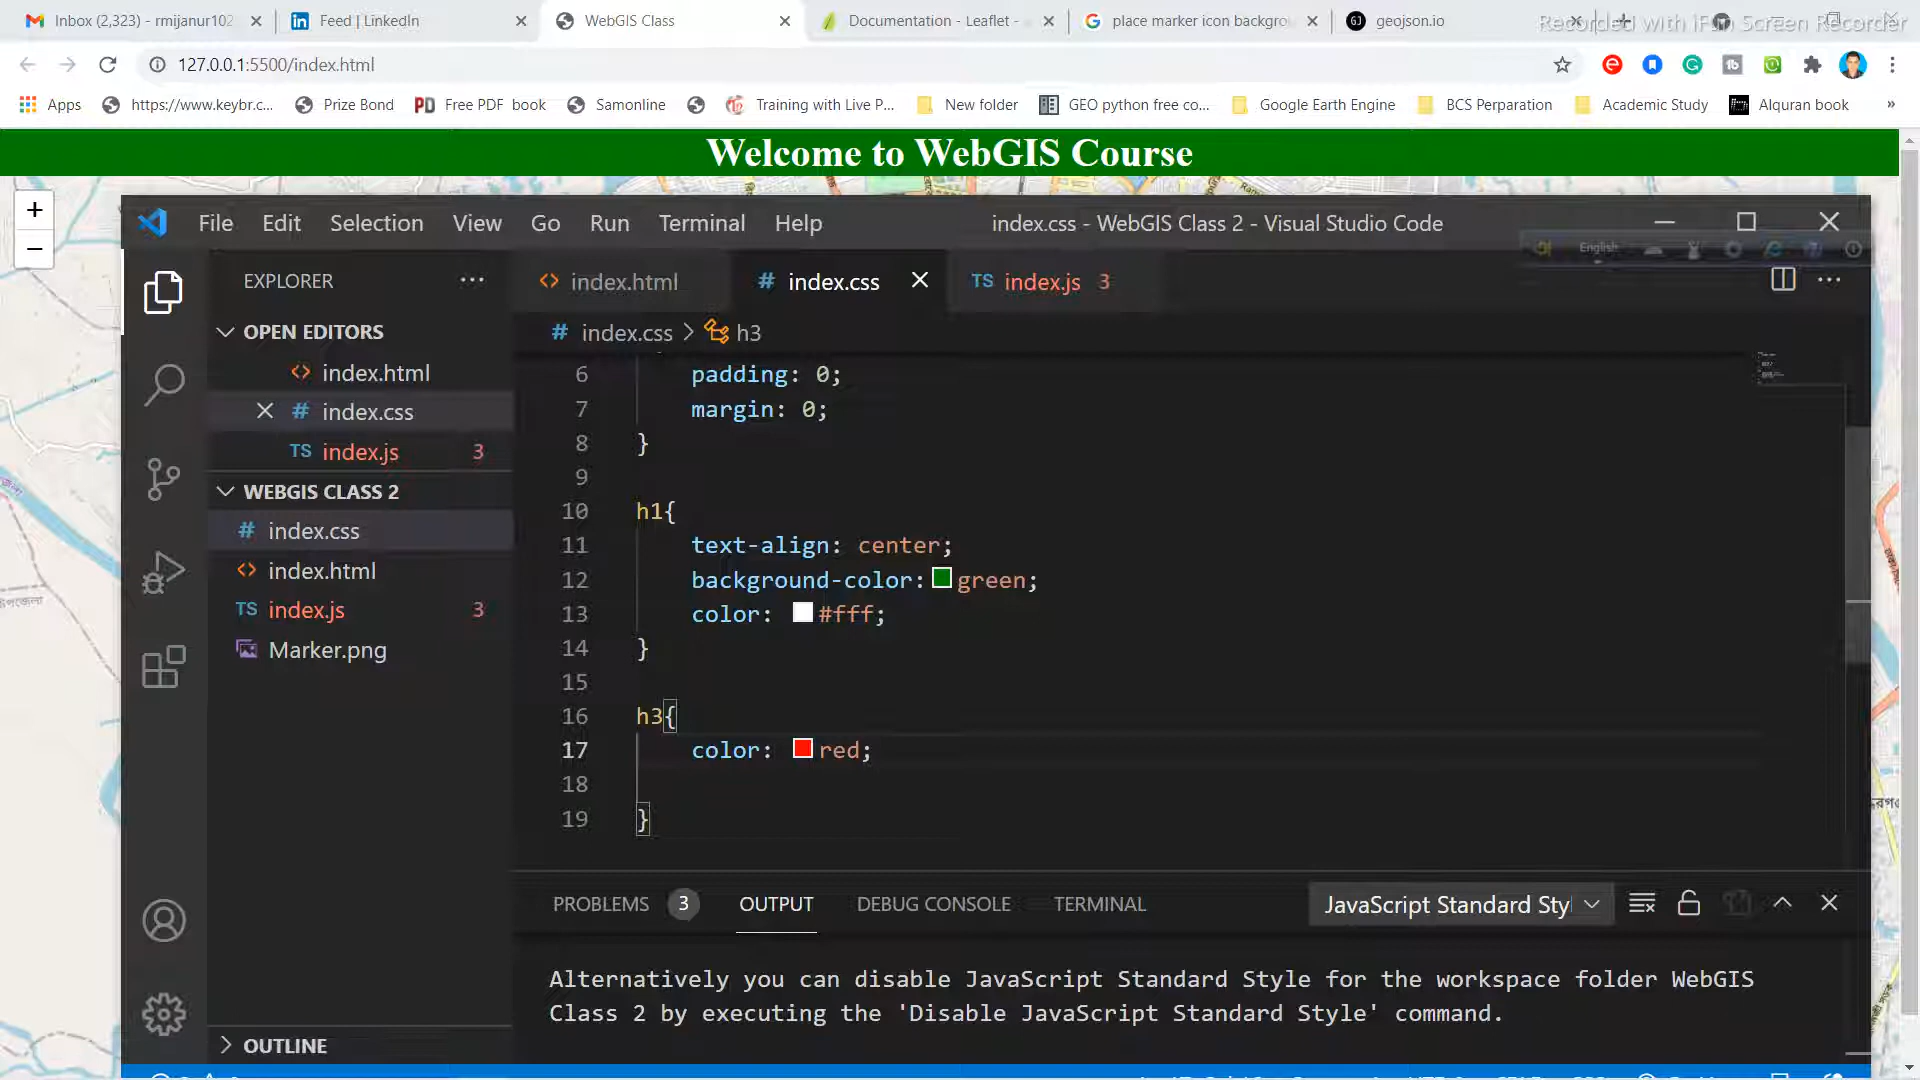 Inbox (2,323) - rmijanur102
Feed | LinkedIn
WebGIS Class
Documentation - Leaflet -
place marker icon backgro
geojson.io
Recorded with iFun Screen Recorder
127.0.0.1:5500/index.html
Apps
https://www.keybr.c...
Prize Bond
PD Free PDF book
Samonline
Training with Live P...
New folder
GEO python free co...
Google Earth Engine
BCS Perparation
Academic Study
Alquran book
»
Welcome to WebGIS Course
+
−
File Edit Selection View Go Run Terminal Help
index.css - WebGIS Class 2 - Visual Studio Code
English
EXPLORER
OPEN EDITORS
<> index.html
# index.css
TS index.js 3
WEBGIS CLASS 2
# index.css
<> index.html
TS index.js 3
Marker.png
OUTLINE
<> index.html
# index.css
TS index.js 3
# index.css > h3
6 padding: 0;
7 margin: 0;
8 }
9
10 h1{
11 text-align: center;
12 background-color: green;
13 color: #fff;
14 }
15
16 h3{
17 color: red;
18
19 }
PROBLEMS 3 OUTPUT DEBUG CONSOLE TERMINAL
JavaScript Standard Styl
Alternatively you can disable JavaScript Standard Style for the workspace folder WebGIS
Class 2 by executing the 'Disable JavaScript Standard Style' command.